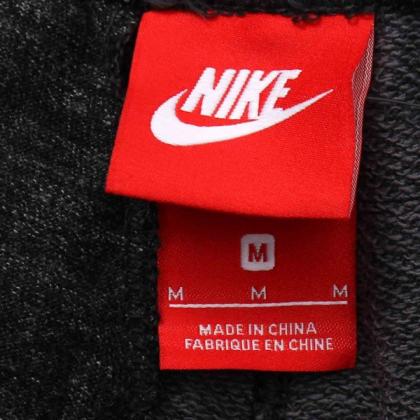 NIKE
M
M M M
MADE IN CHINA
FABRIQUE EN CHINE